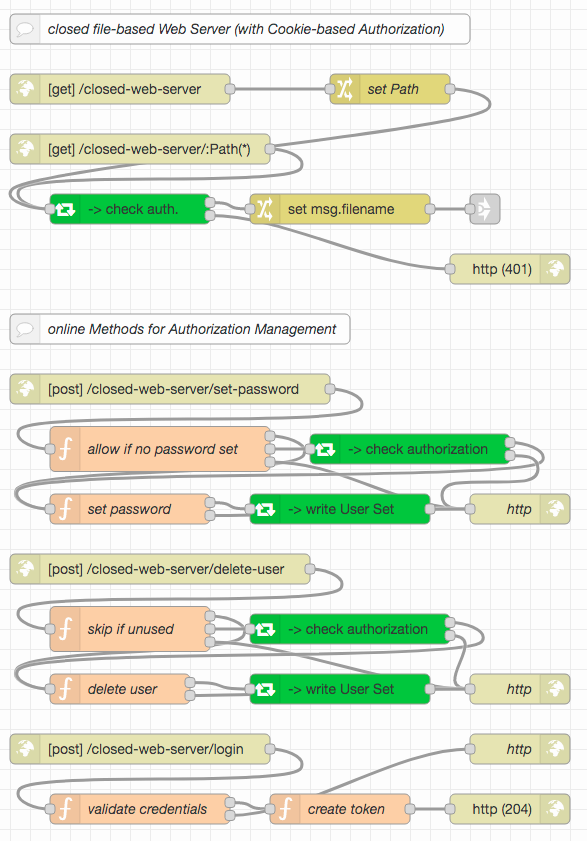 closed file-based Web Server (with Cookie-based Authorization)
[get] /closed-web-server
set Path
[get] /closed-web-server/:Path(*)
-> check auth.
set msg.filename
http (401)
online Methods for Authorization Management
[post] /closed-web-server/set-password
allow if no password set
-> check authorization
set password
-> write User Set
http
[post] /closed-web-server/delete-user
skip if unused
-> check authorization
delete user
-> write User Set
http
[post] /closed-web-server/login
http
validate credentials
create token
http (204)